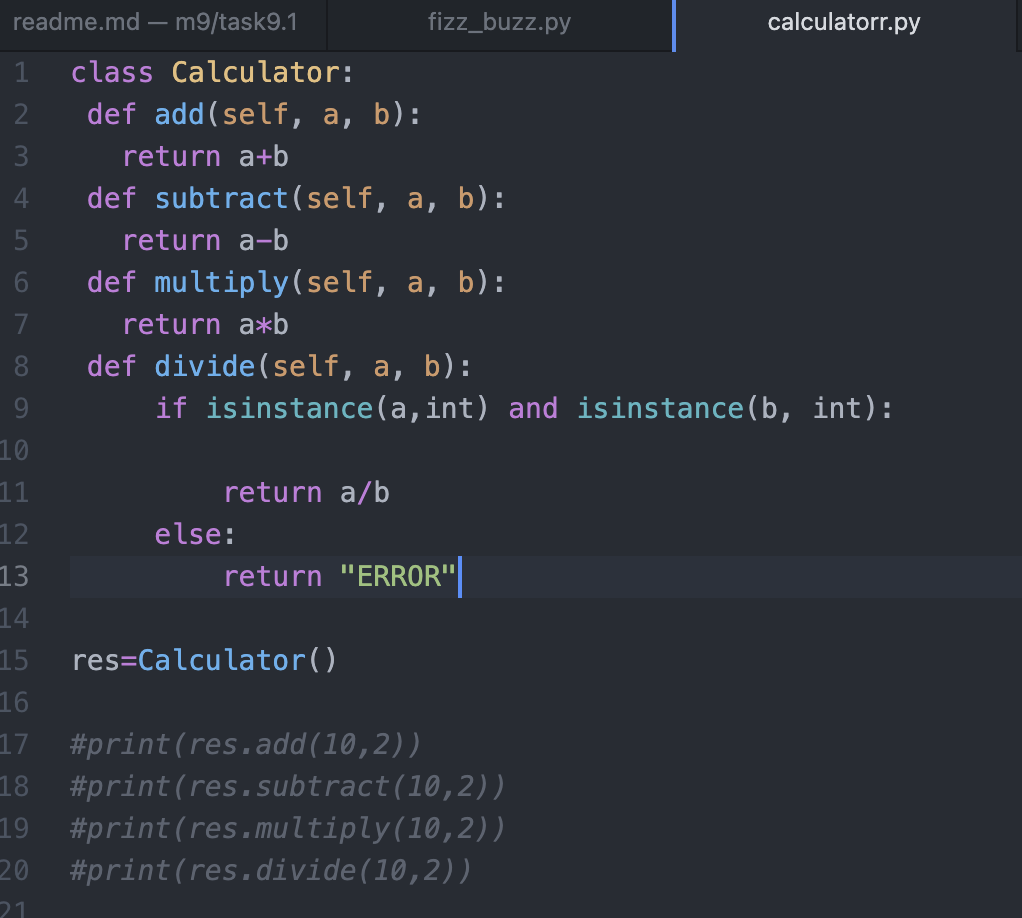 readme.md — m9/task9.1 fizz_buzz.py calculatorr.py
1 class Calculator:
2 def add(self, a, b):
3 return a+b
4 def subtract(self, a, b):
5 return a-b
6 def multiply(self, a, b):
7 return a*b
8 def divide(self, a, b):
9 if isinstance(a,int) and isinstance(b, int):
10
11 return a/b
12 else:
13 return "ERROR"
14
15 res=Calculator()
16
17 #print(res.add(10,2))
18 #print(res.subtract(10,2))
19 #print(res.multiply(10,2))
20 #print(res.divide(10,2))
21